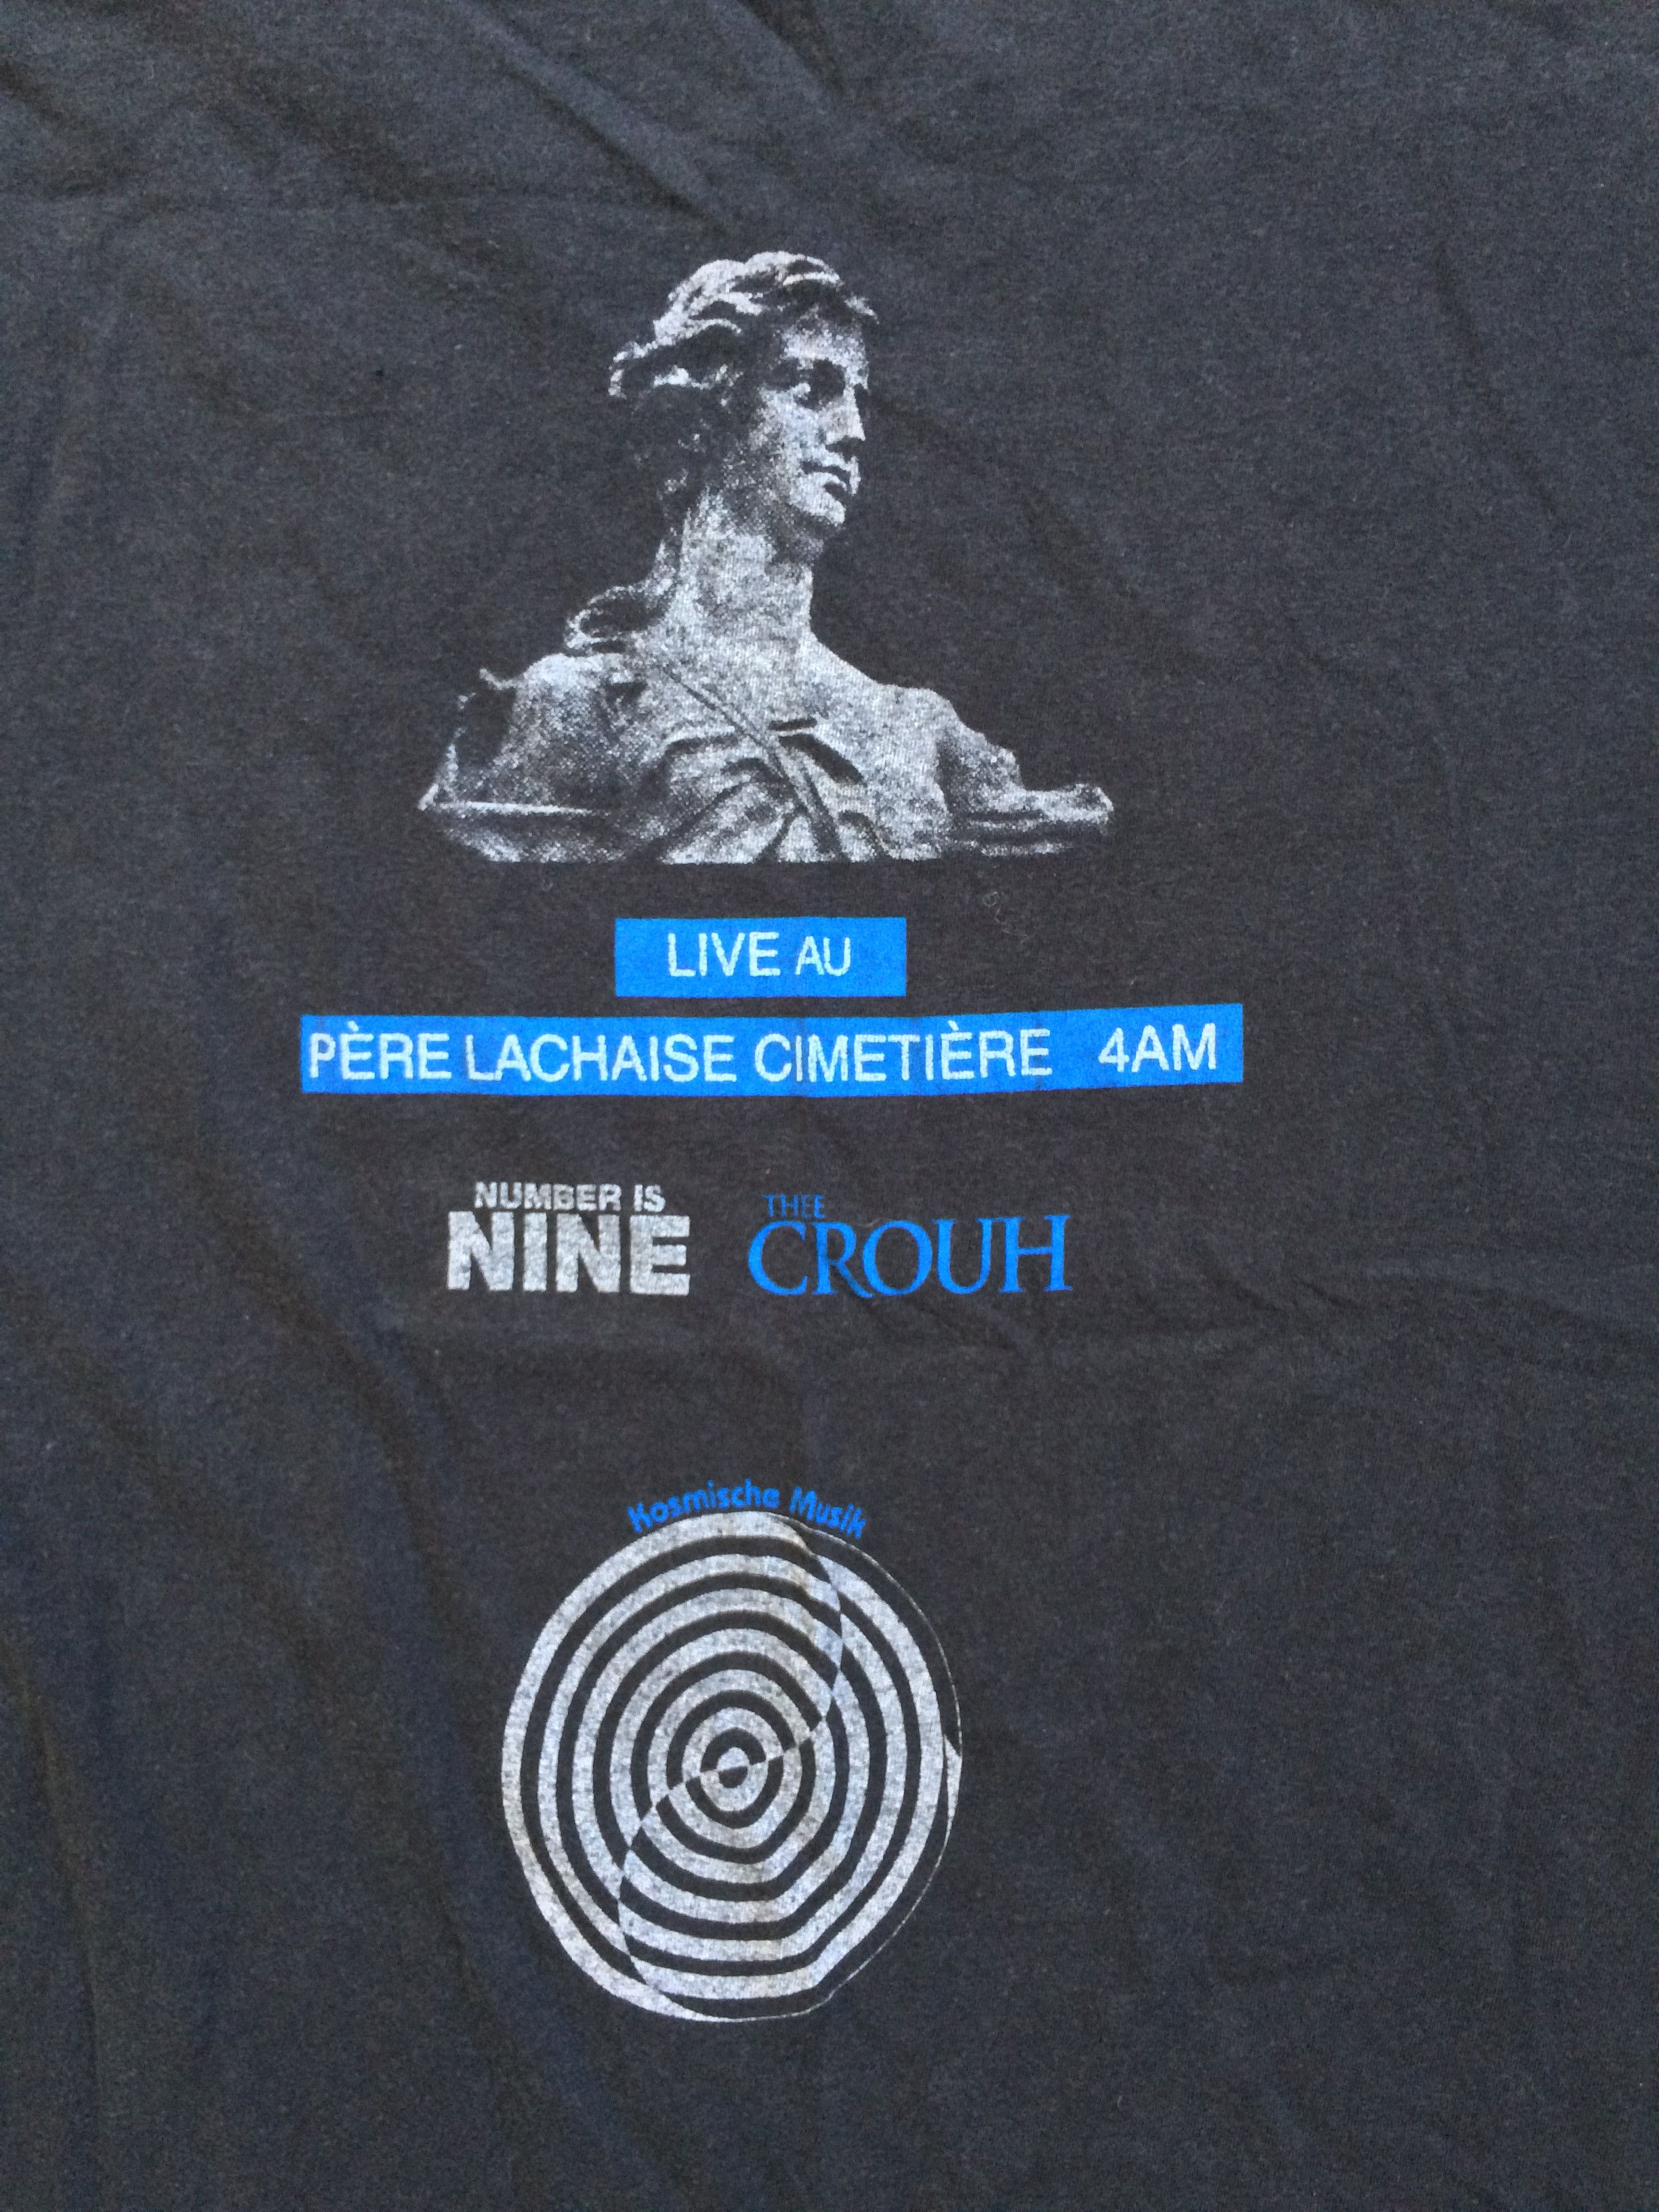 LIVE AU
PÈRE LACHAISE CIMETIÈRE 4AM
NUMBER IS
NINE
THEE
CROUH
Kosmische Musik